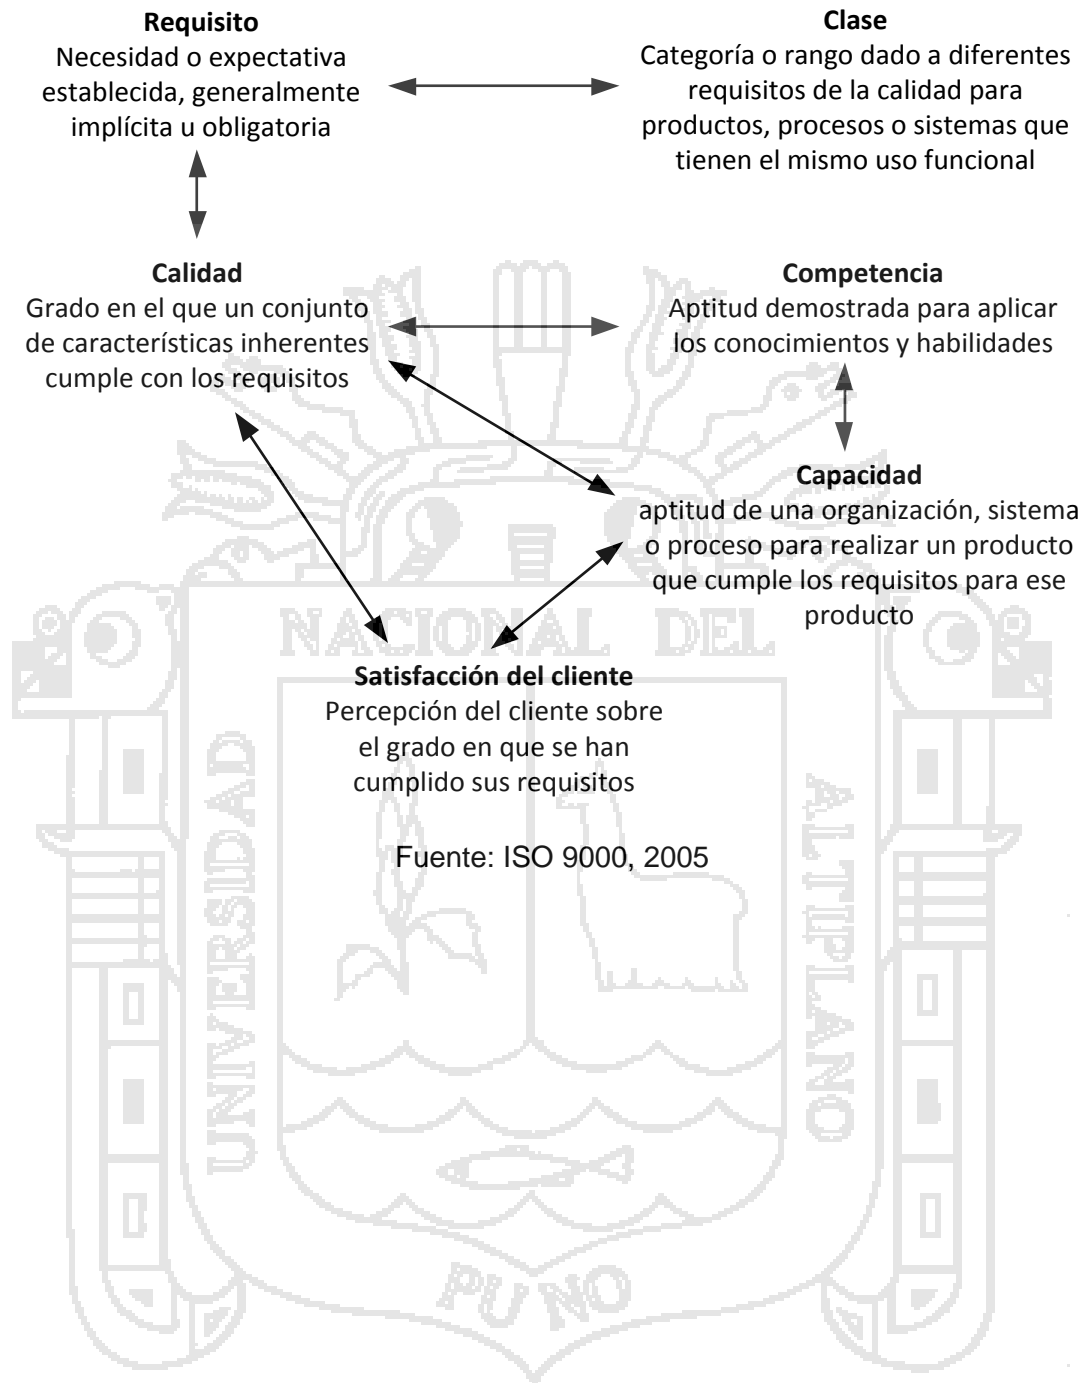 Requisito
Necesidad o expectativa
establecida, generalmente
implícita u obligatoria
Clase
Categoría o rango dado a diferentes
requisitos de la calidad para
productos, procesos o sistemas que
tienen el mismo uso funcional
Calidad
Grado en el que un conjunto
de características inherentes
cumple con los requisitos
Competencia
Aptitud demostrada para aplicar
los conocimientos y habilidades
Capacidad
aptitud de una organización, sistema
o proceso para realizar un producto
que cumple los requisitos para ese
producto
Satisfacción del cliente
Percepción del cliente sobre
el grado en que se han
cumplido sus requisitos
Fuente: ISO 9000, 2005
UNIVERSIDAD
NACIONAL DEL
ALTIPLANO
PUNO